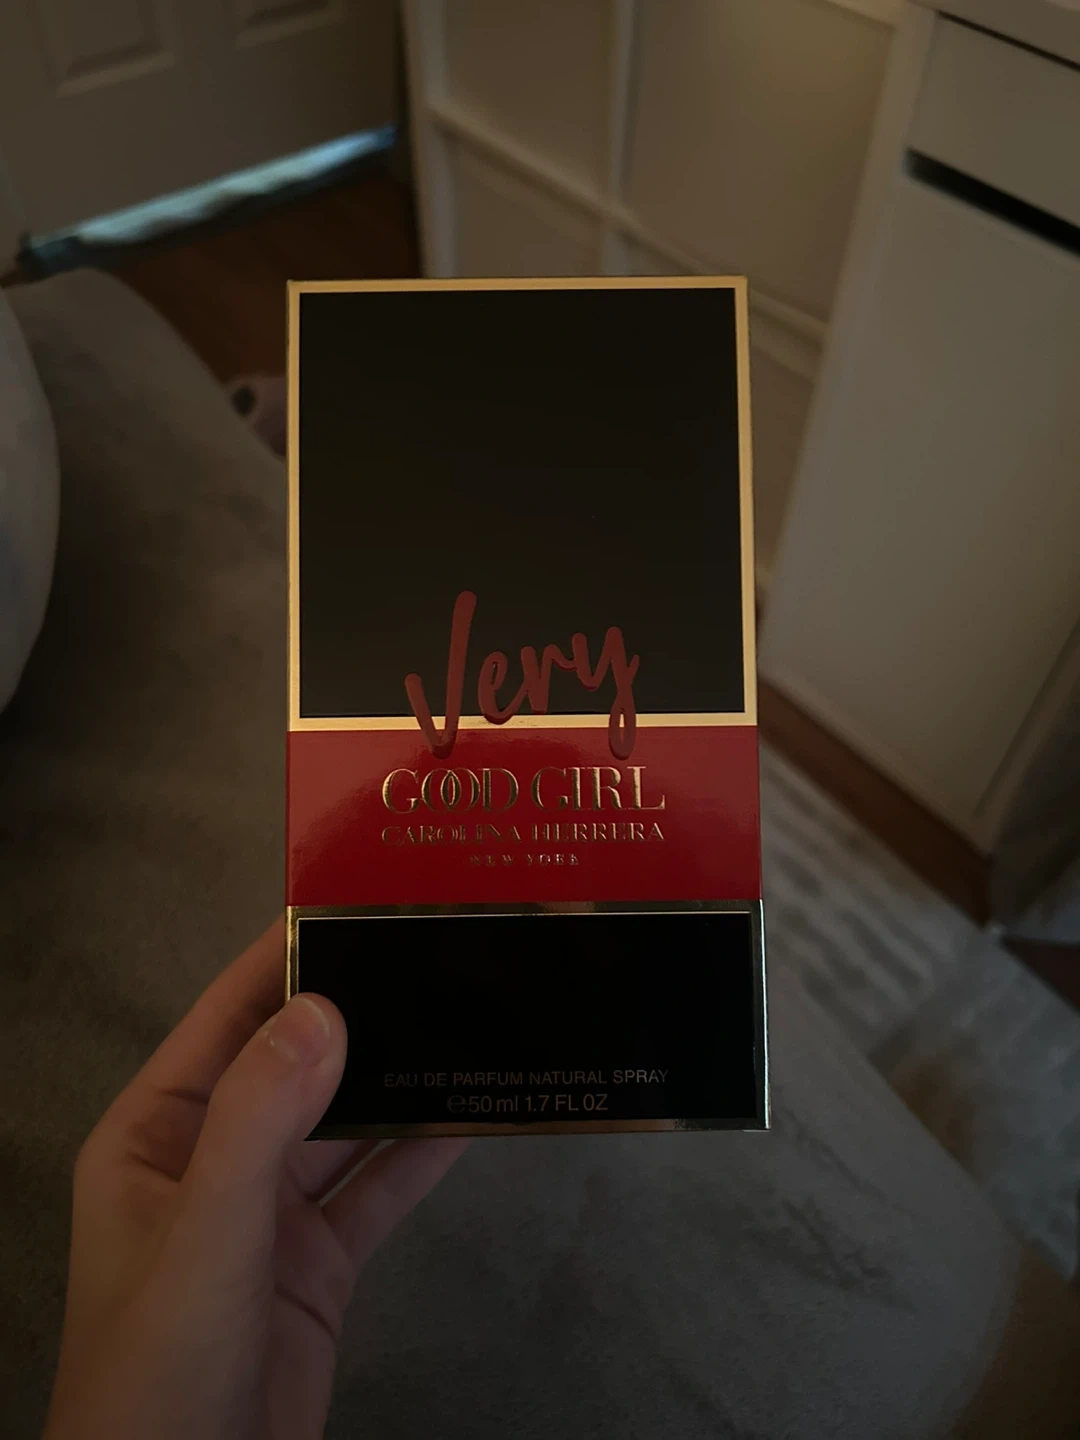 Very
GOOD GIRL
CAROLINA HERRERA
NEW YORK
EAU DE PARFUM NATURAL SPRAY
℮50 ml 1.7 FL OZ